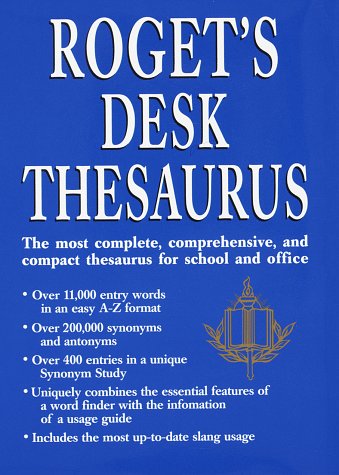 ROGET'S
DESK
THESAURUS
The most complete, comprehensive, and
compact thesaurus for school and office
• Over 11,000 entry words
in an easy A-Z format
• Over 200,000 synonyms
and antonyms
• Over 400 entries in a unique
Synonym Study
• Uniquely combines the essential features of
a word finder with the infomation
of a usage guide
• Includes the most up-to-date slang usage